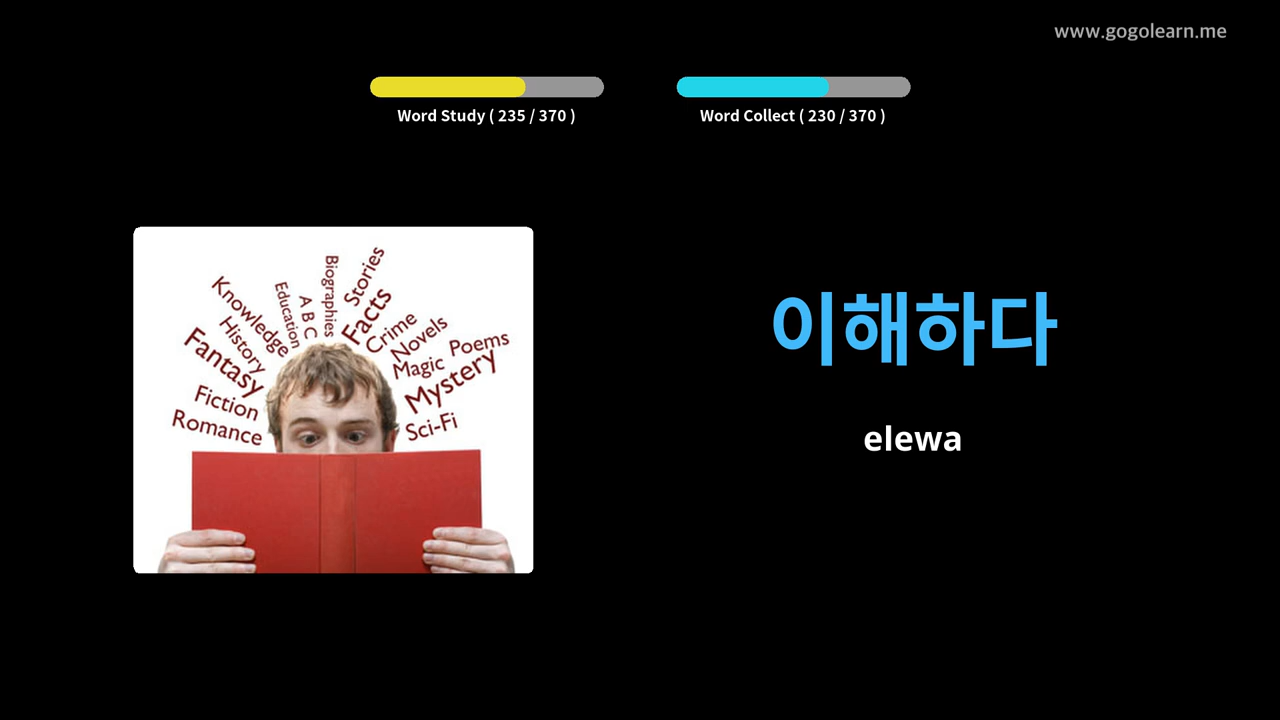 www.gogolearn.me
Word Study ( 235 / 370 )
Word Collect ( 230 / 370 )
Knowledge
Education
A B C
Biographies
Stories
Facts
History
Crime
Novels
Poems
Fantasy
Magic
Mystery
Fiction
Romance
Sci-Fi
이해하다
elewa